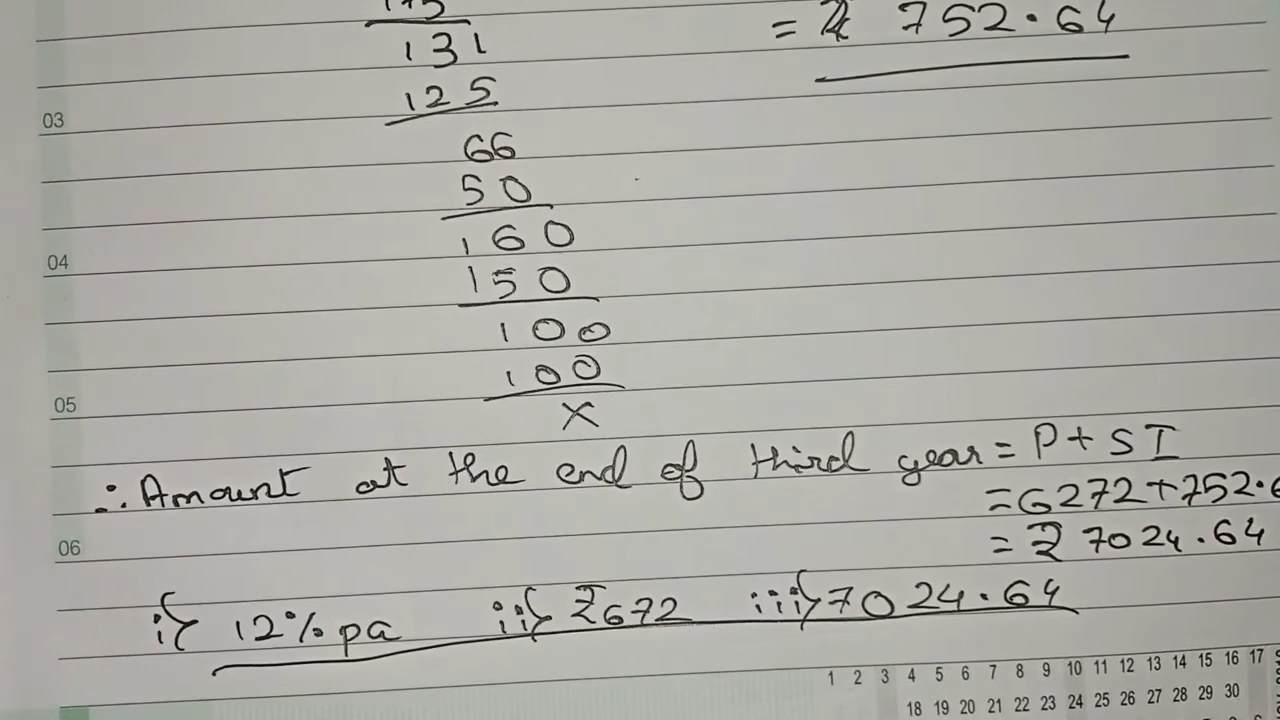 = ₹ 752.64
131
125
03
66
50
160
04
150
100
100
05
×
∴ Amount at the end of third year = P + SI
= 6272 + 752.6
06
= ₹ 7024.64
i) 12% pa ii) ₹672 iii) 7024.64
1 2 3 4 5 6 7 8 9 10 11 12 13 14 15 16 17
18 19 20 21 22 23 24 25 26 27 28 29 30